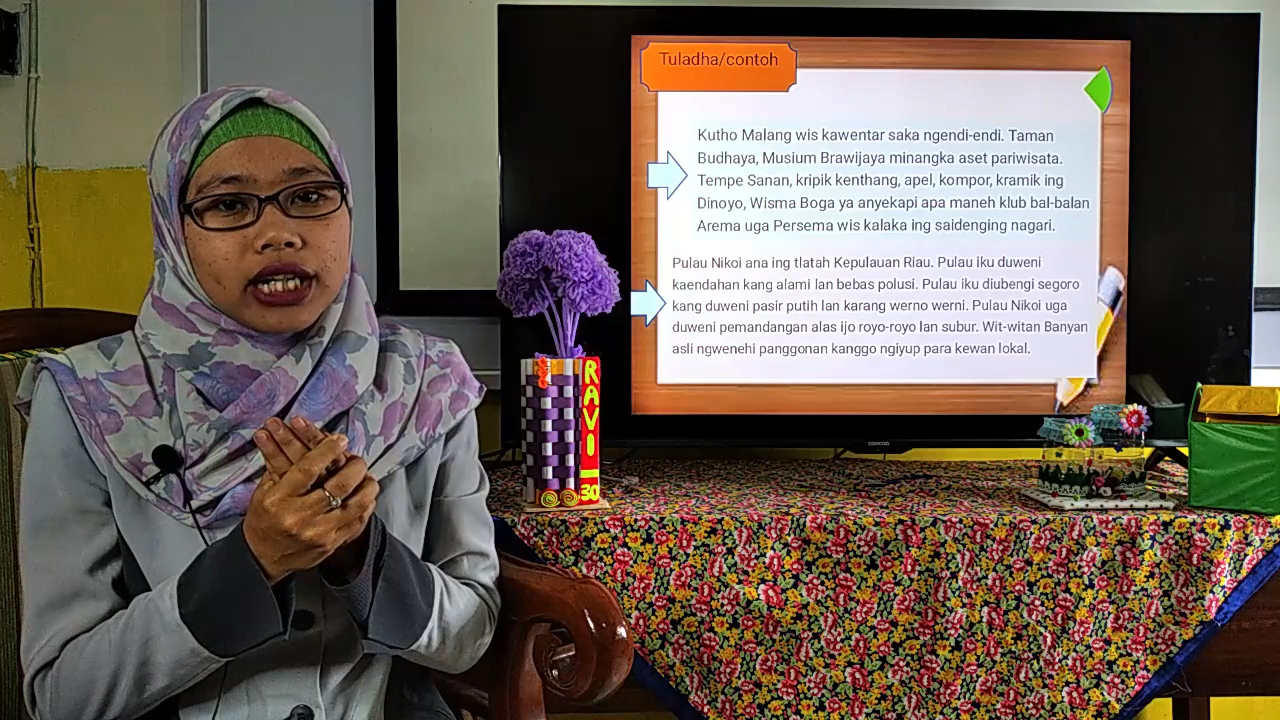 Tuladha/contoh
Kutho Malang wis kawentar saka ngendi-endi. Taman
Budhaya, Musium Brawijaya minangka aset pariwisata.
Tempe Sanan, kripik kenthang, apel, kompor, kramik ing
Dinoyo, Wisma Boga ya anyekapi apa maneh klub bal-balan
Arema uga Persema wis kalaka ing saidenging nagari.
Pulau Nikoi ana ing tlatah Kepulauan Riau. Pulau iku duweni
kaendahan kang alami lan bebas polusi. Pulau iku diubengi segoro
kang duweni pasir putih lan karang werno werni. Pulau Nikoi uga
duweni pemandangan alas ijo royo-royo lan subur. Wit-witan Banyan
asli ngwenehi panggonan kanggo ngiyup para kewan lokal.
RAVI
30
coocaa